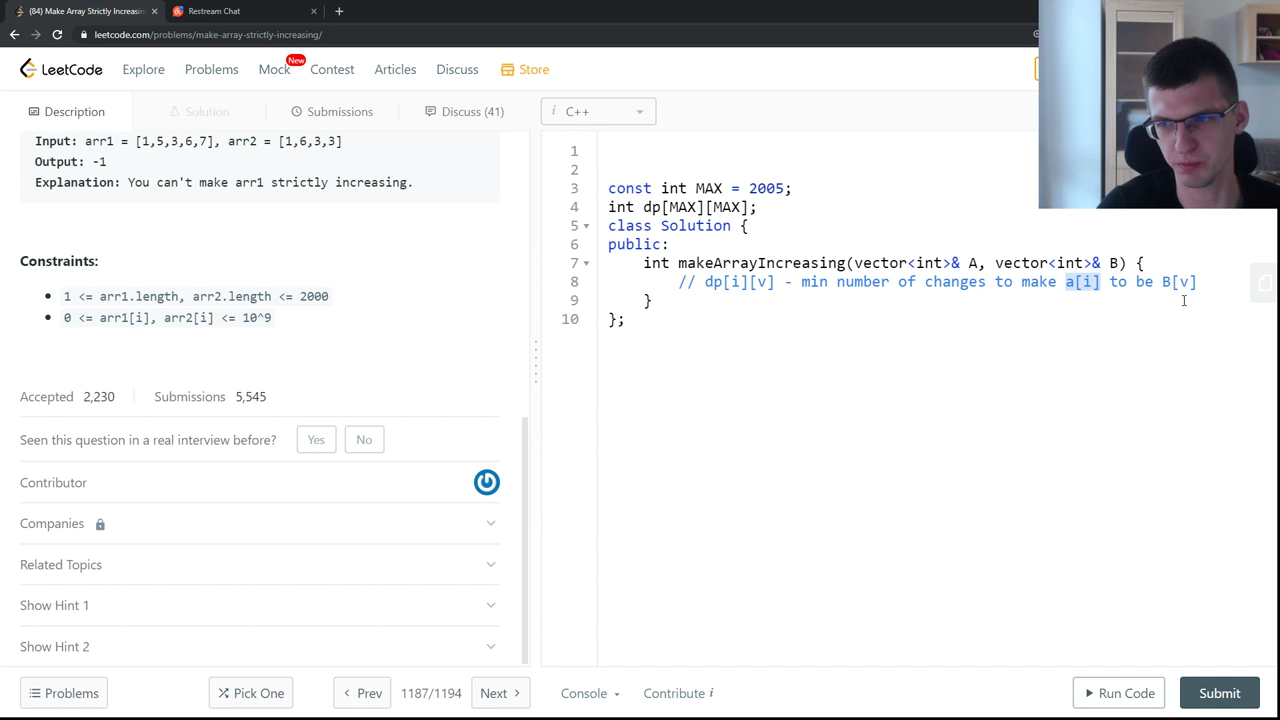 (84) Make Array Strictly Increasin
Restream Chat
leetcode.com/problems/make-array-strictly-increasing/
LeetCode
Explore
Problems
Mock
New
Contest
Articles
Discuss
Store
Description
Solution
Submissions
Discuss (41)
i C++
Input: arr1 = [1,5,3,6,7], arr2 = [1,6,3,3]
Output: -1
Explanation: You can't make arr1 strictly increasing.
Constraints:
1 <= arr1.length, arr2.length <= 2000
0 <= arr1[i], arr2[i] <= 10^9
Accepted 2,230 Submissions 5,545
Seen this question in a real interview before? Yes No
Contributor
Companies
Related Topics
Show Hint 1
Show Hint 2
1
2
3 const int MAX = 2005;
4 int dp[MAX][MAX];
5 class Solution {
6 public:
7 int makeArrayIncreasing(vector<int>& A, vector<int>& B) {
8 // dp[i][v] - min number of changes to make a[i] to be B[v]
9 }
10 };
Problems
Pick One
Prev
1187/1194
Next
Console
Contribute i
Run Code
Submit